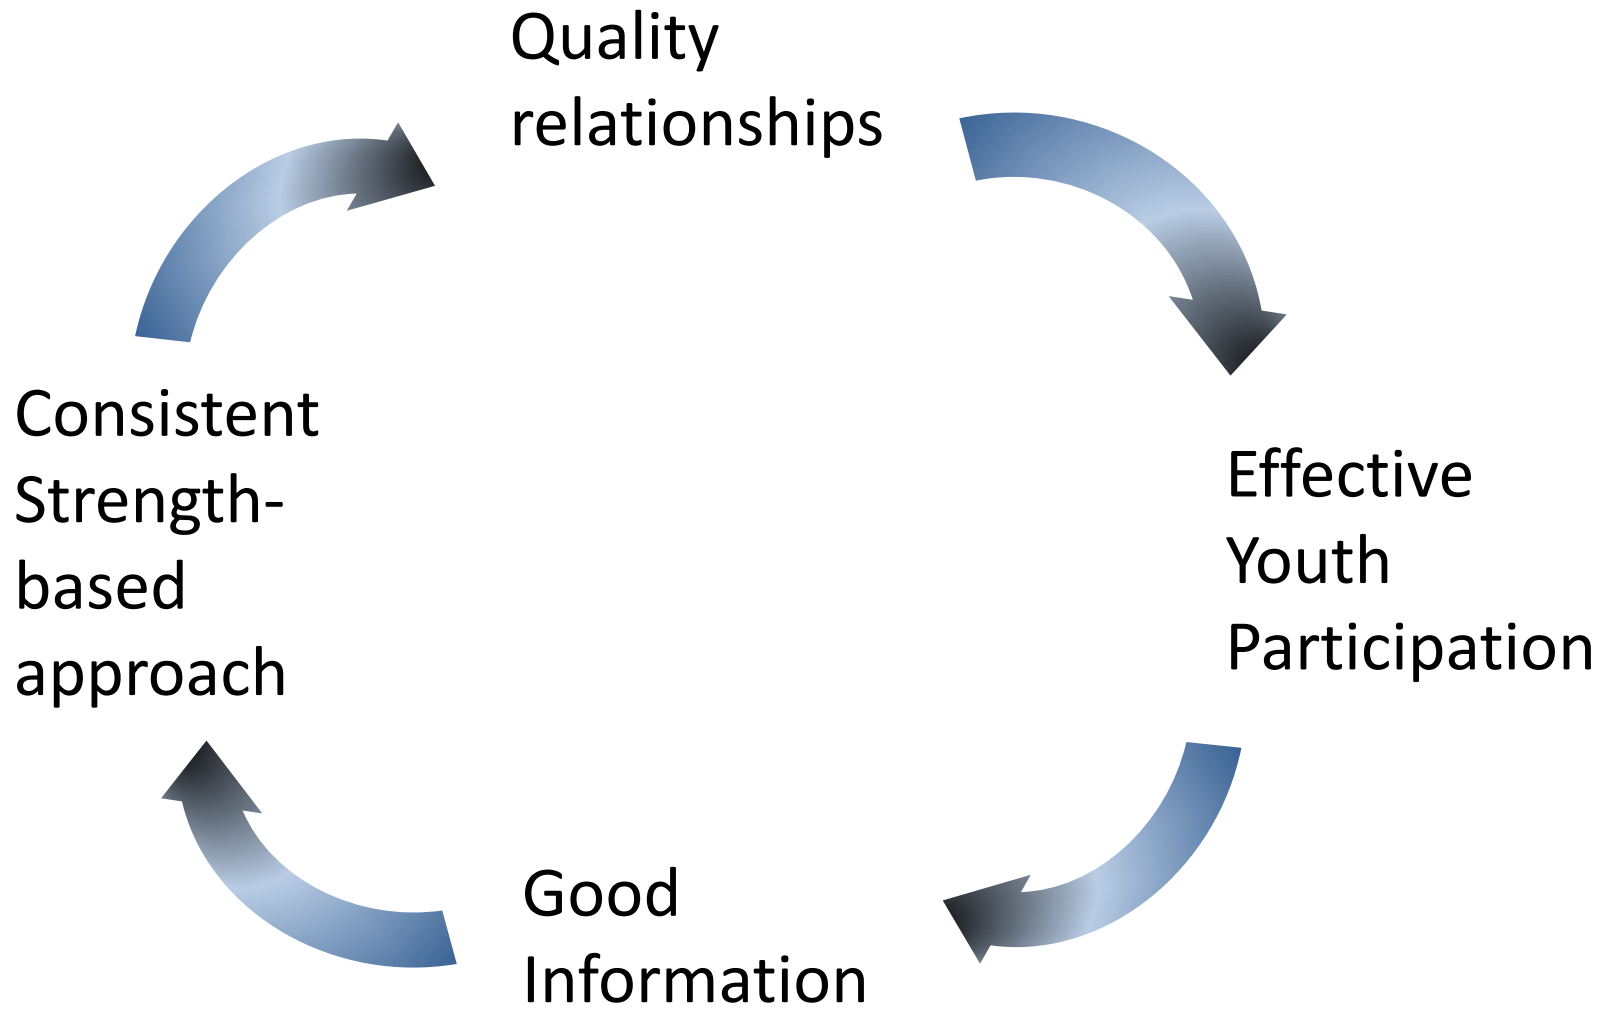 Quality
relationships
Effective
Youth
Participation
Good
Information
Consistent
Strength-
based
approach